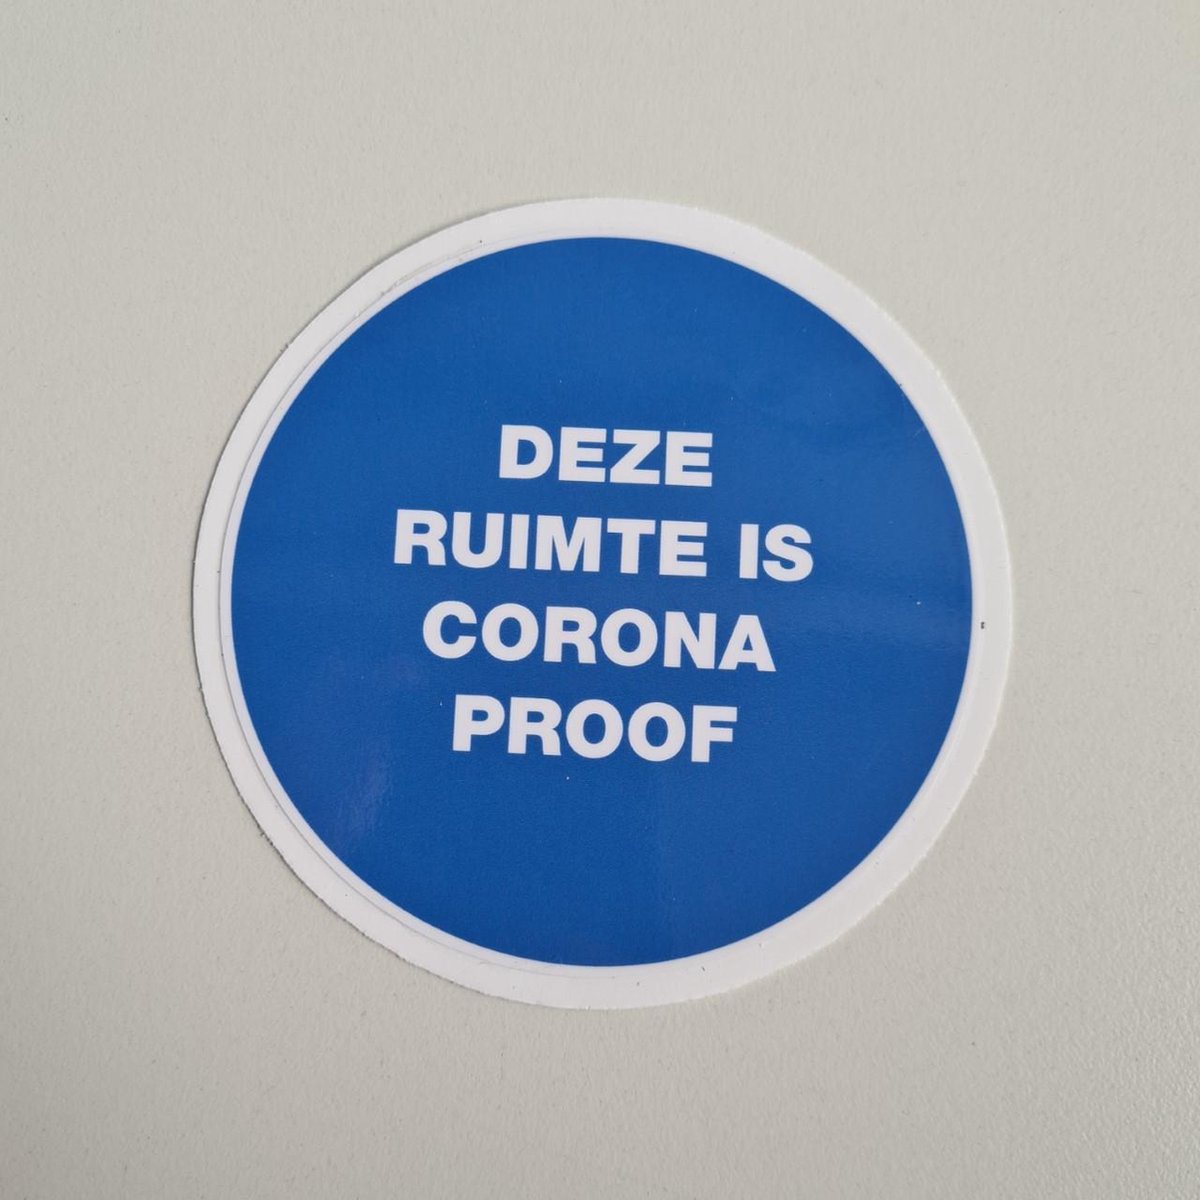 DEZE
RUIMTE IS
CORONA
PROOF